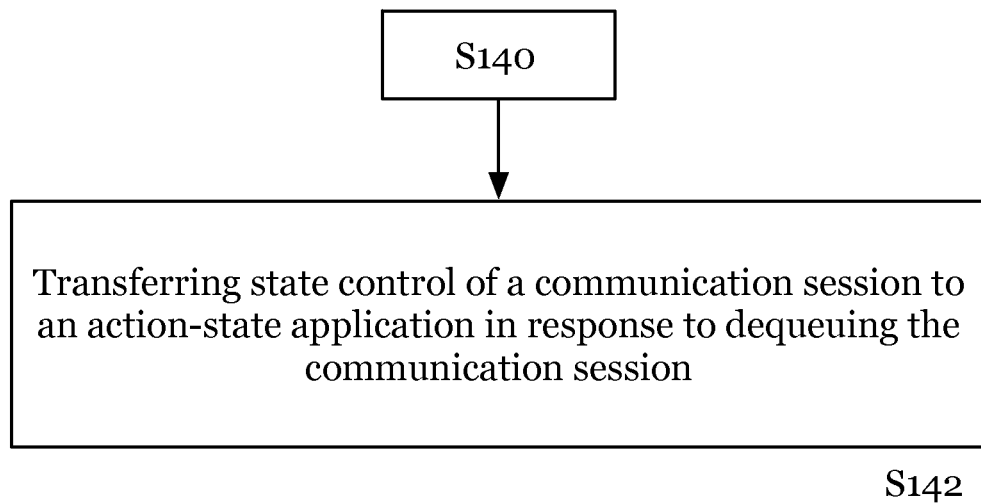 S140
Transferring state control of a communication session to
an action-state application in response to dequeuing the
communication session
S142